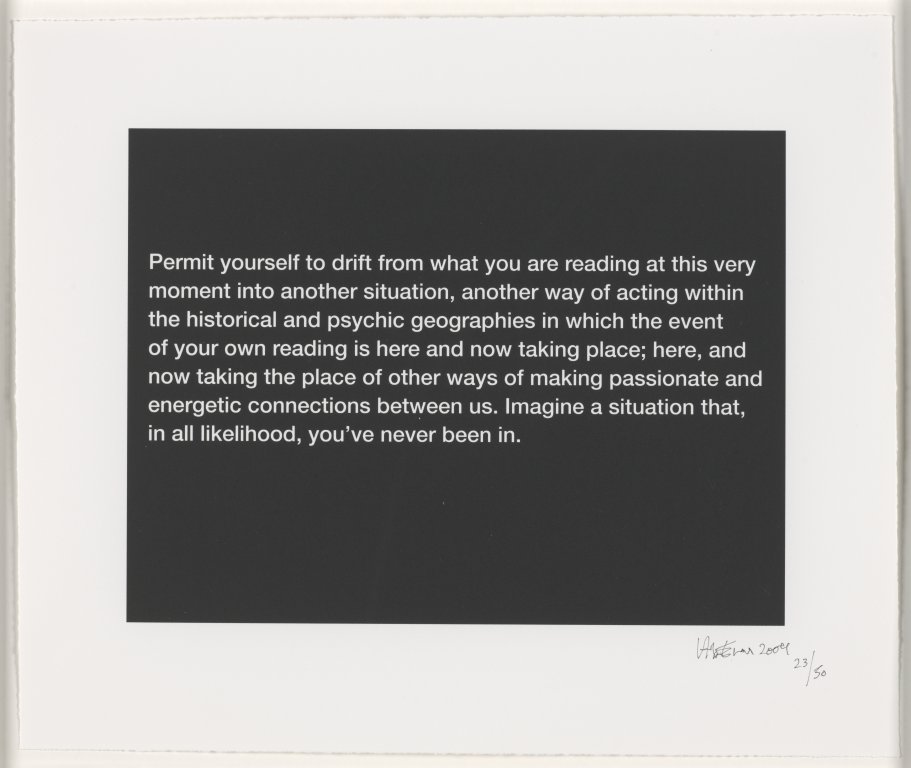 Permit yourself to drift from what you are reading at this very
moment into another situation, another way of acting within
the historical and psychic geographies in which the event
of your own reading is here and now taking place; here, and
now taking the place of other ways of making passionate and
energetic connections between us. Imagine a situation that,
in all likelihood, you’ve never been in.
2009
23/50